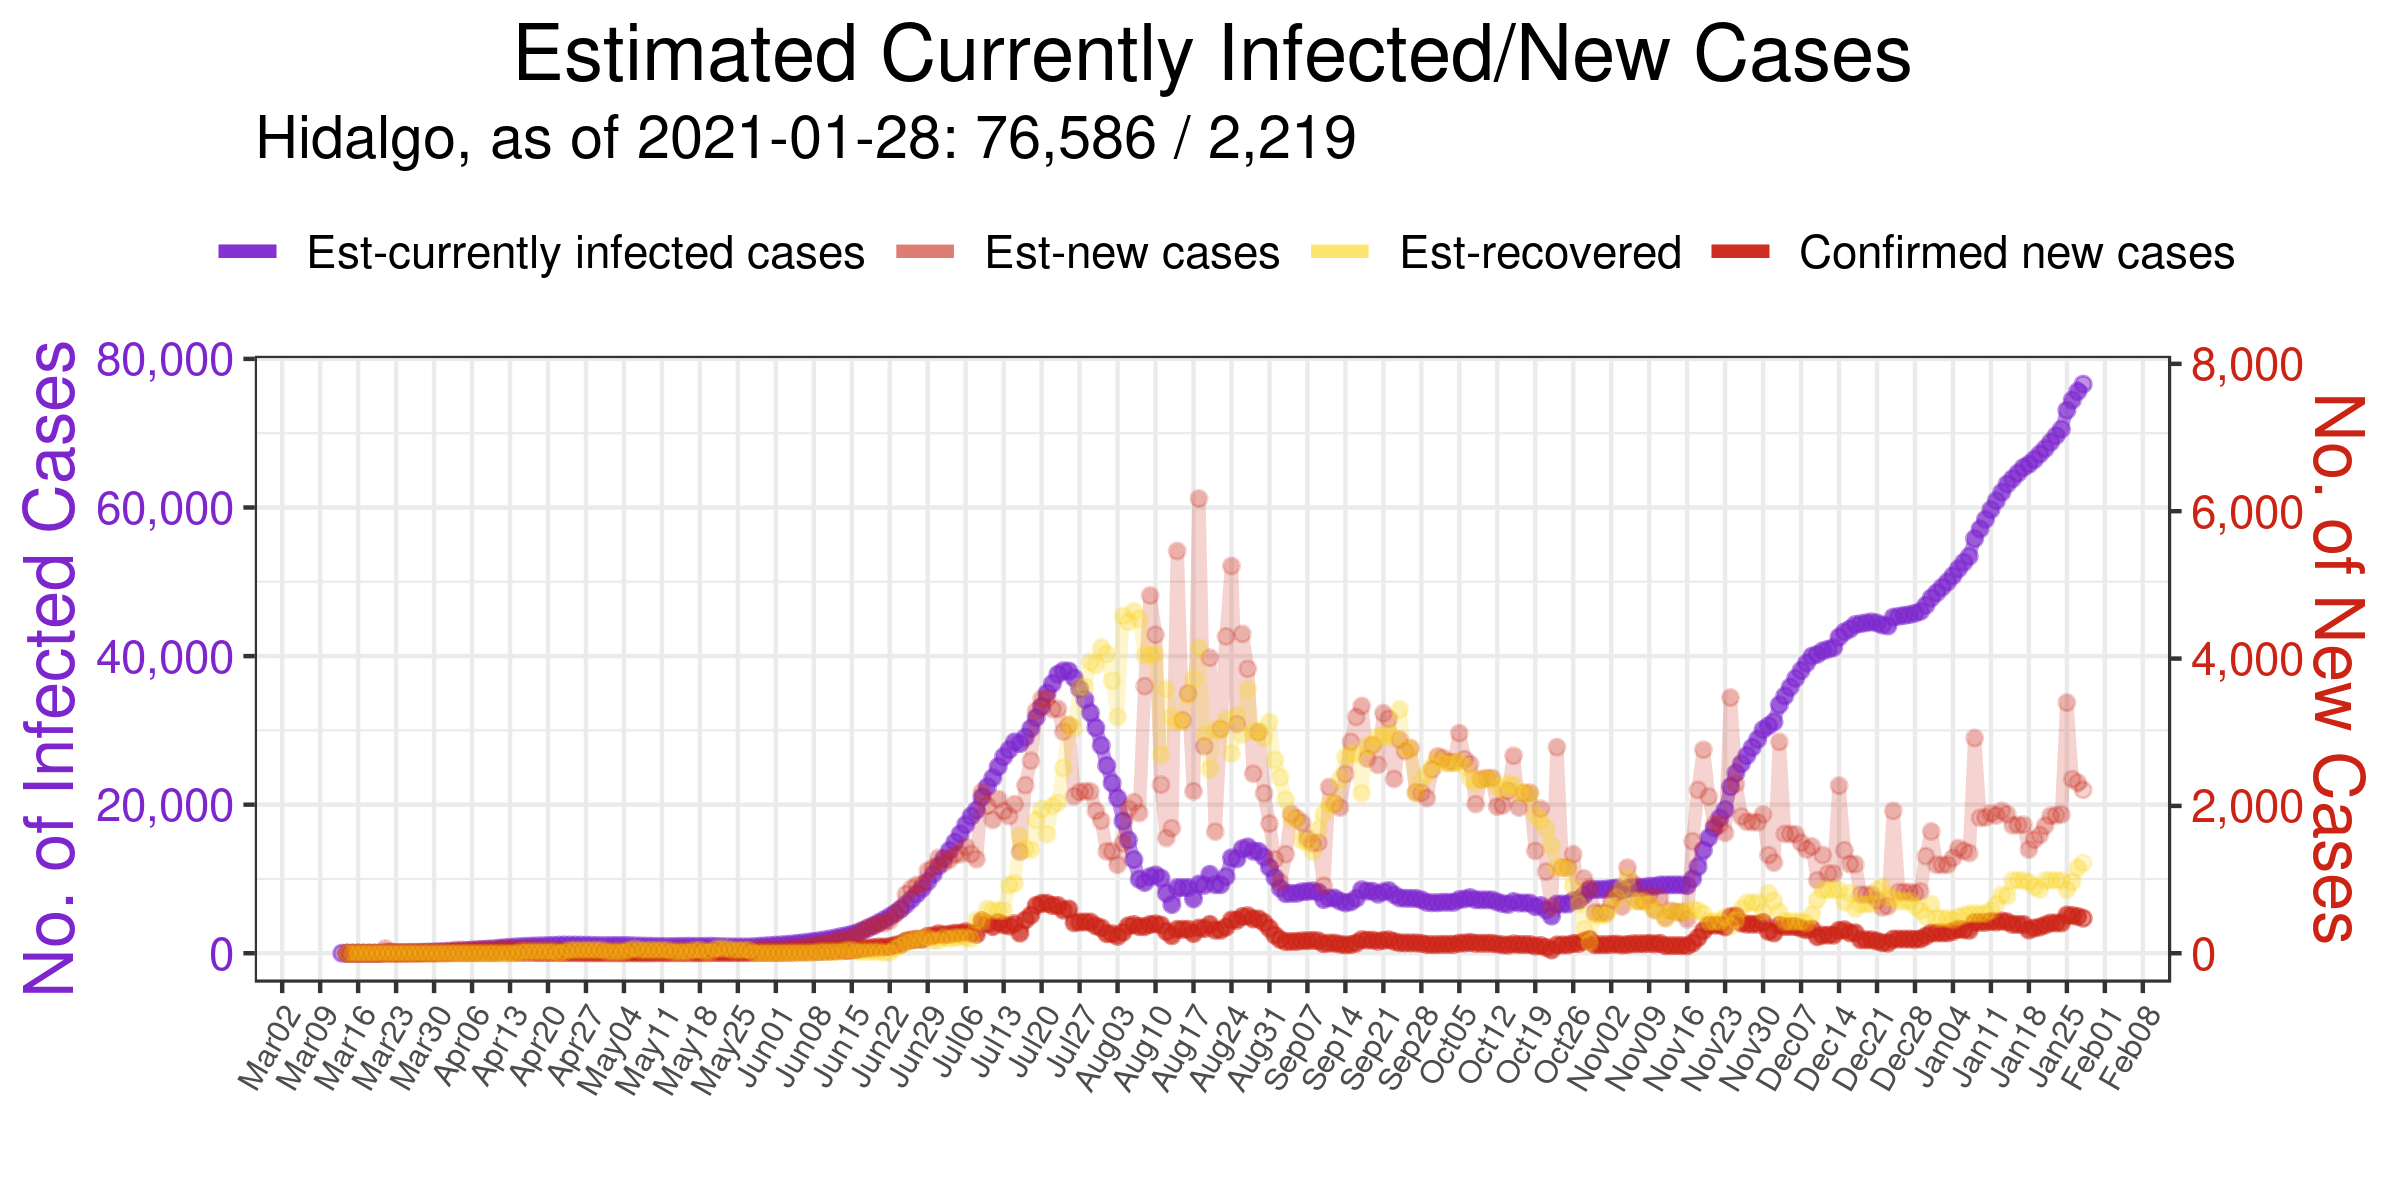 Estimated Currently Infected/New Cases
Hidalgo, as of 2021-01-28: 76,586 / 2,219
Est-currently infected cases Est-new cases Est-recovered Confirmed new cases
No. of Infected Cases
80,000
60,000
40,000
20,000
0
8,000
6,000
4,000
2,000
0
No. of New Cases
Mar02 Mar09 Mar16 Mar23 Mar30 Apr06 Apr13 Apr20 Apr27 May04 May11 May18 May25 Jun01 Jun08 Jun15 Jun22 Jun29 Jul06 Jul13 Jul20 Jul27 Aug03 Aug10 Aug17 Aug24 Aug31 Sep07 Sep14 Sep21 Sep28 Oct05 Oct12 Oct19 Oct26 Nov02 Nov09 Nov16 Nov23 Nov30 Dec07 Dec14 Dec21 Dec28 Jan04 Jan11 Jan18 Jan25 Feb01 Feb08